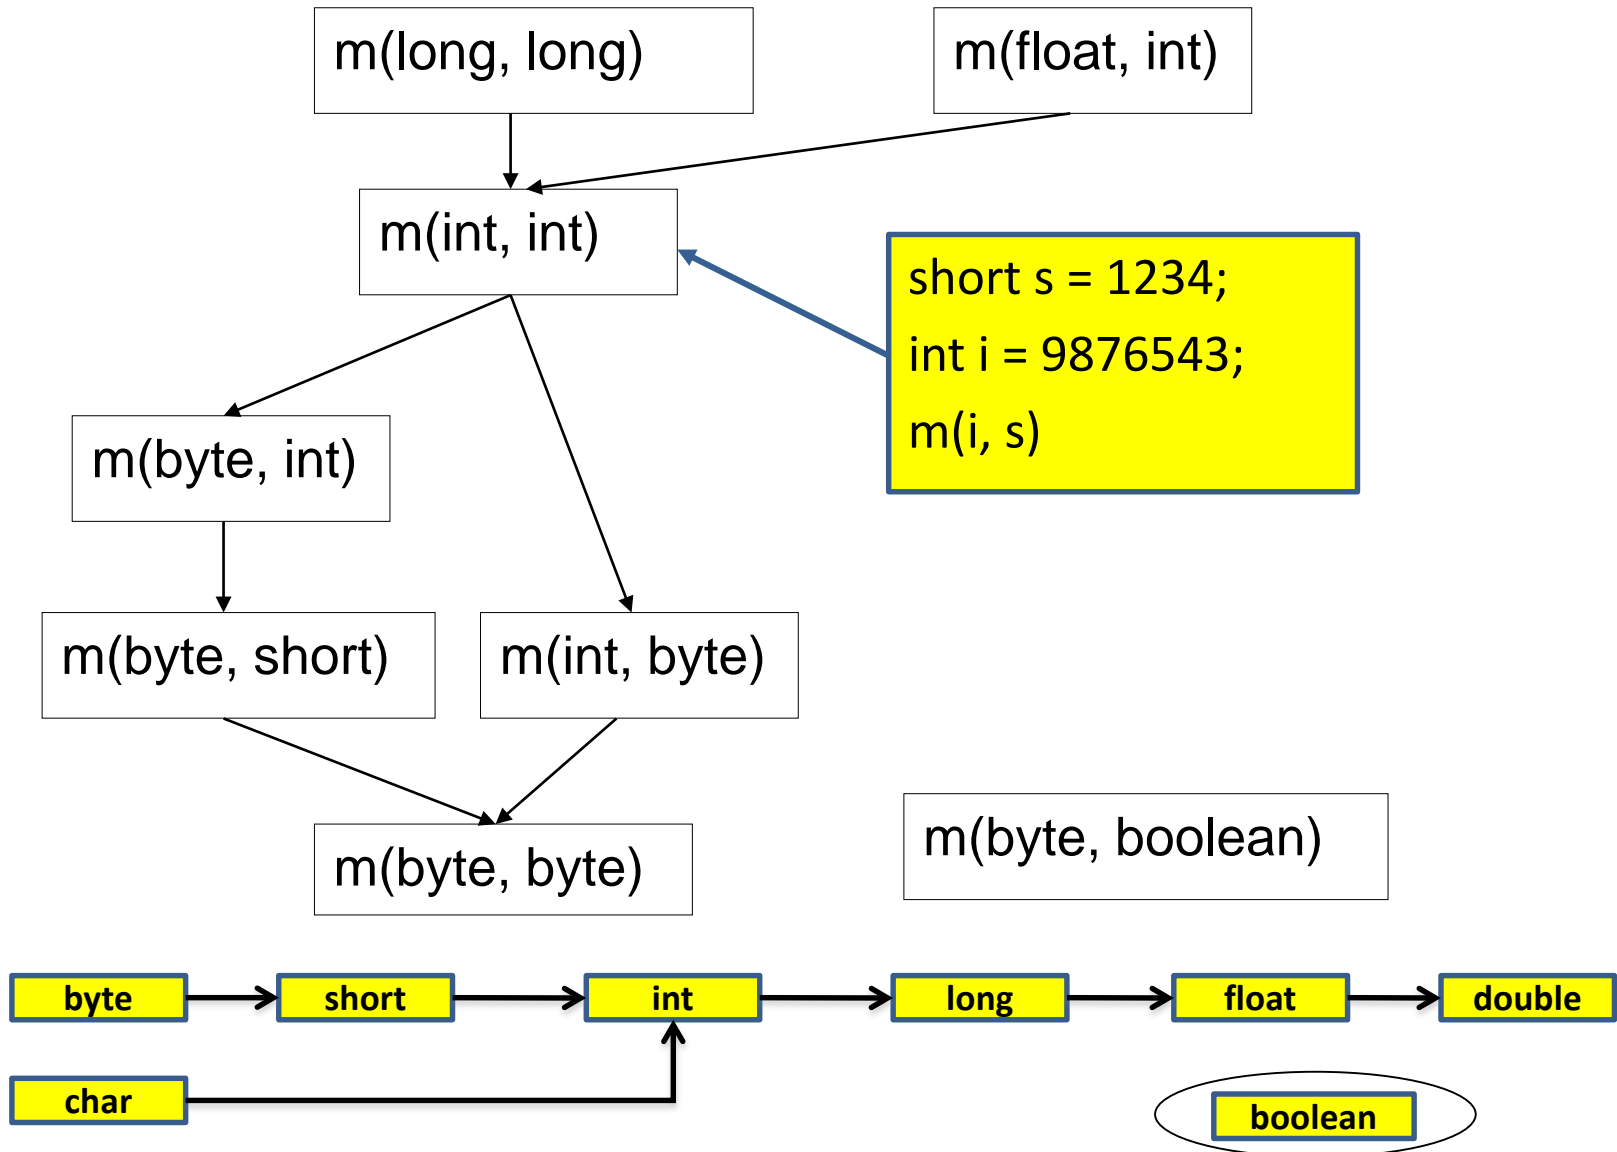 m(long, long)
m(float, int)
m(int, int)
short s = 1234;
int i = 9876543;
m(i, s)
m(byte, int)
m(byte, short)
m(int, byte)
m(byte, byte)
m(byte, boolean)
byte
short
int
long
float
double
char
boolean